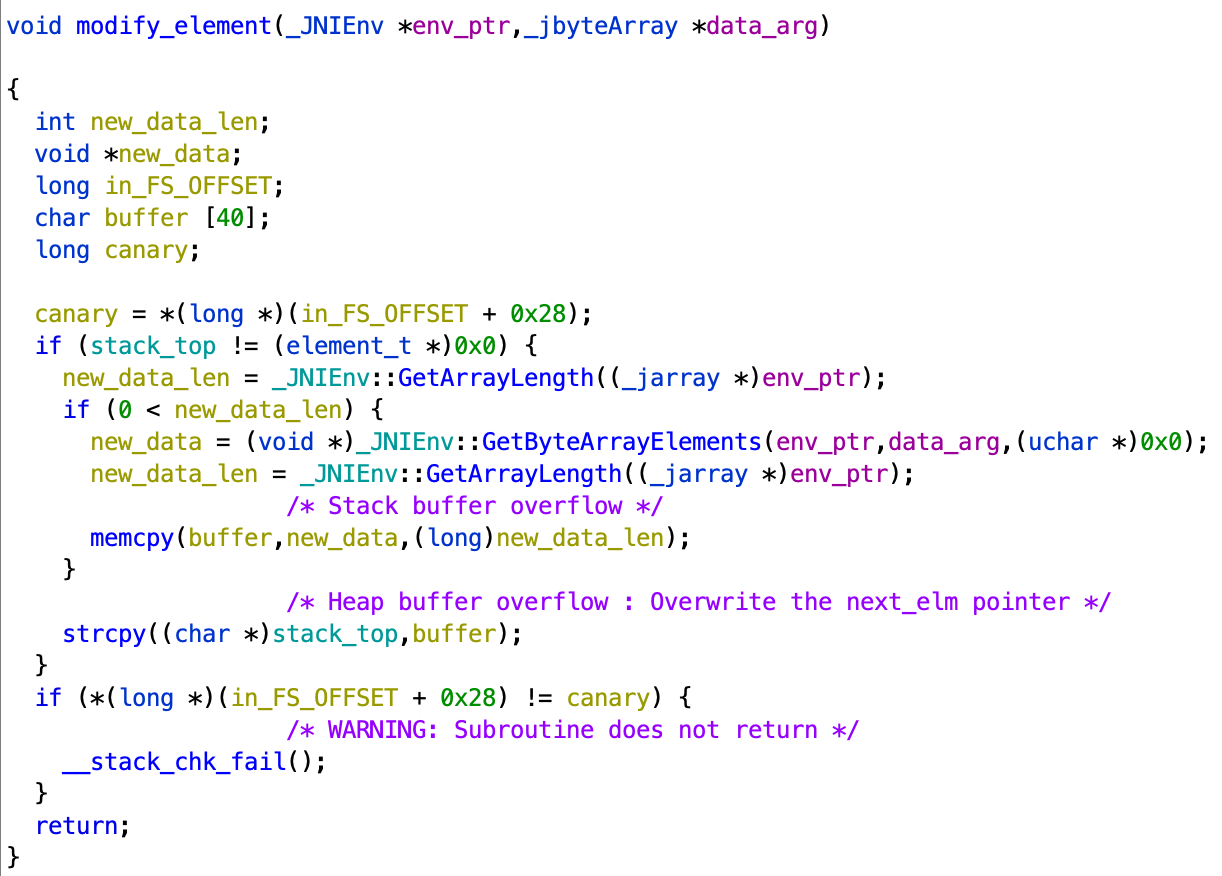 void modify_element(_JNIEnv *env_ptr,_jbyteArray *data_arg)
{
int new_data_len;
void *new_data;
long in_FS_OFFSET;
char buffer [40];
long canary;
canary = *(long *)(in_FS_OFFSET + 0x28);
if (stack_top != (element_t *)0x0) {
new_data_len = _JNIEnv::GetArrayLength((_jarray *)env_ptr);
if (0 < new_data_len) {
new_data = (void *)_JNIEnv::GetByteArrayElements(env_ptr,data_arg,(uchar *)0x0);
new_data_len = _JNIEnv::GetArrayLength((_jarray *)env_ptr);
/* Stack buffer overflow */
memcpy(buffer,new_data,(long)new_data_len);
}
/* Heap buffer overflow : Overwrite the next_elm pointer */
strcpy((char *)stack_top,buffer);
}
if (*(long *)(in_FS_OFFSET + 0x28) != canary) {
/* WARNING: Subroutine does not return */
__stack_chk_fail();
}
return;
}